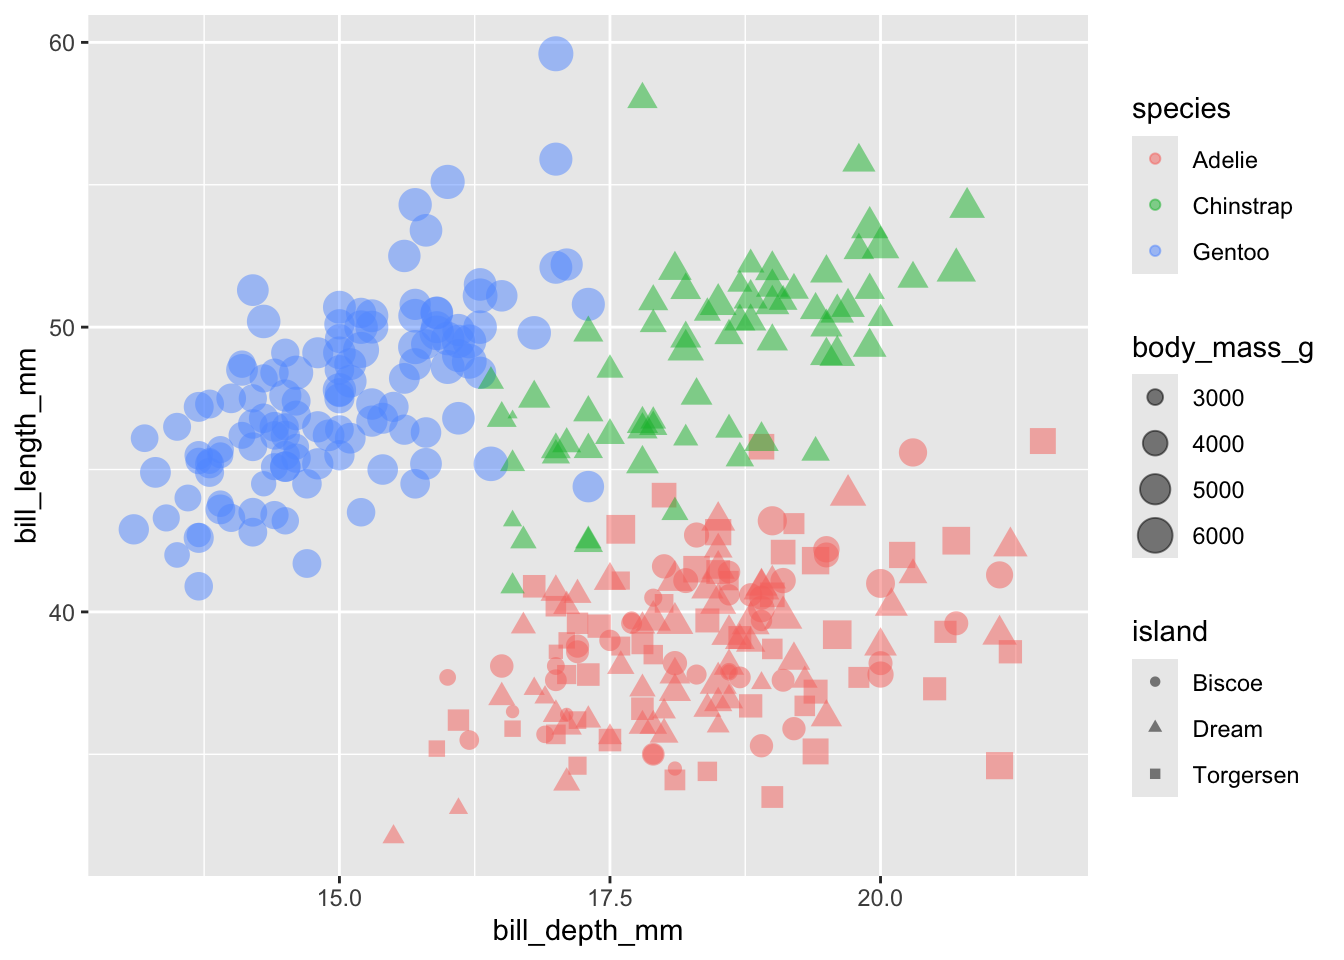 60
50
40
bill_length_mm
15.0
17.5
20.0
bill_depth_mm
species
Adelie
Chinstrap
Gentoo
body_mass_g
3000
4000
5000
6000
island
Biscoe
Dream
Torgersen